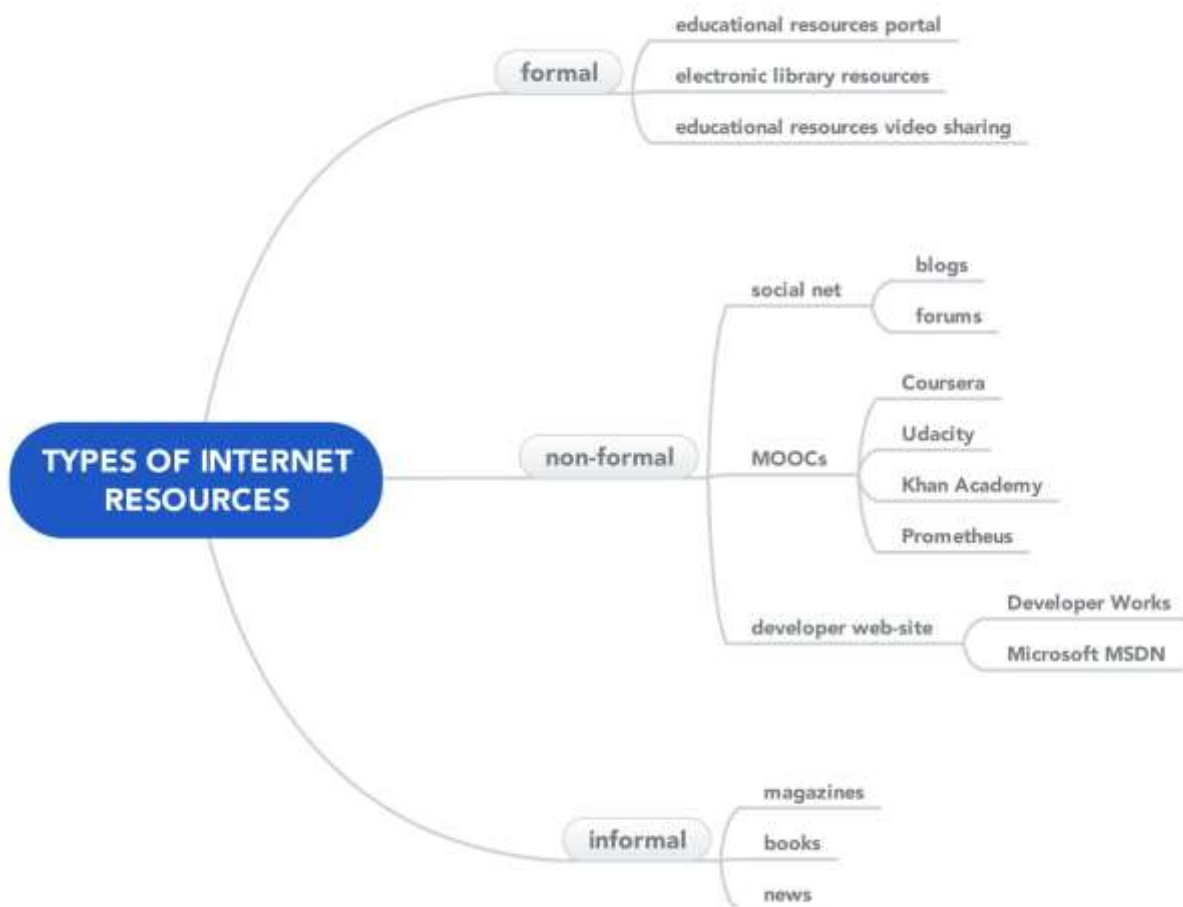 educational resources portal
formal
electronic library resources
educational resources video sharing
blogs
social net
forums
Coursera
Udacity
TYPES OF INTERNET
RESOURCES
non-formal
MOOCs
Khan Academy
Prometheus
Developer Works
developer web-site
Microsoft MSDN
magazines
informal
books
news